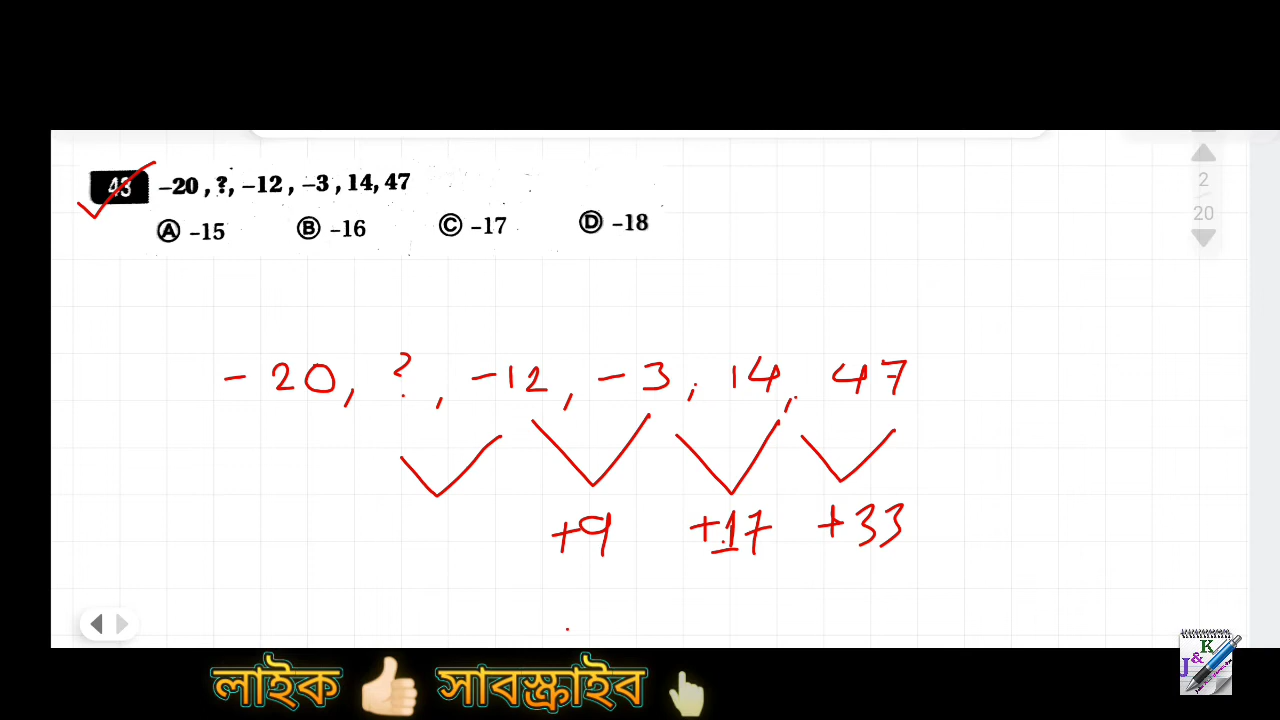 43 -20 , ?, -12 , -3 , 14, 47
Ⓐ -15 Ⓑ -16 Ⓒ -17 Ⓓ -18
2
20
- 20, ?, -12, -3, 14, 47
+9 +17 +33
J&K
লাইক সাবস্ক্রাইব